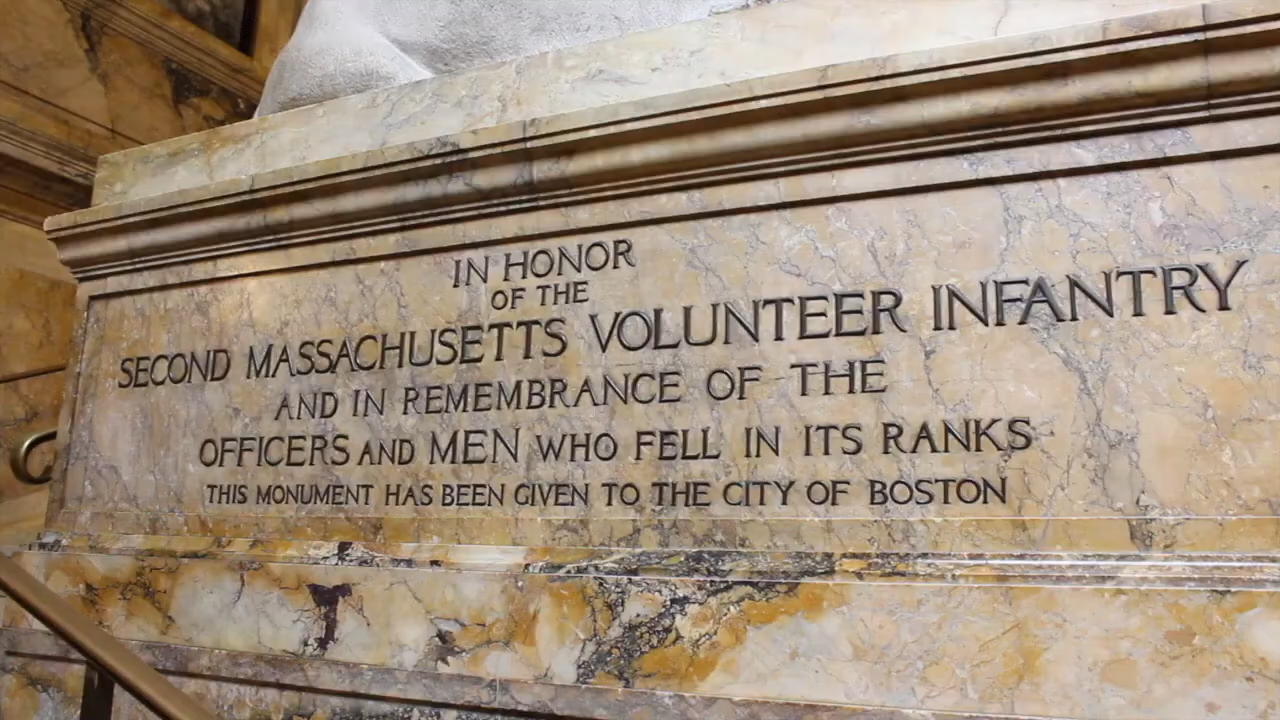 IN HONOR
OF THE
SECOND MASSACHUSETTS VOLUNTEER INFANTRY
AND IN REMEMBRANCE OF THE
OFFICERS AND MEN WHO FELL IN ITS RANKS
THIS MONUMENT HAS BEEN GIVEN TO THE CITY OF BOSTON